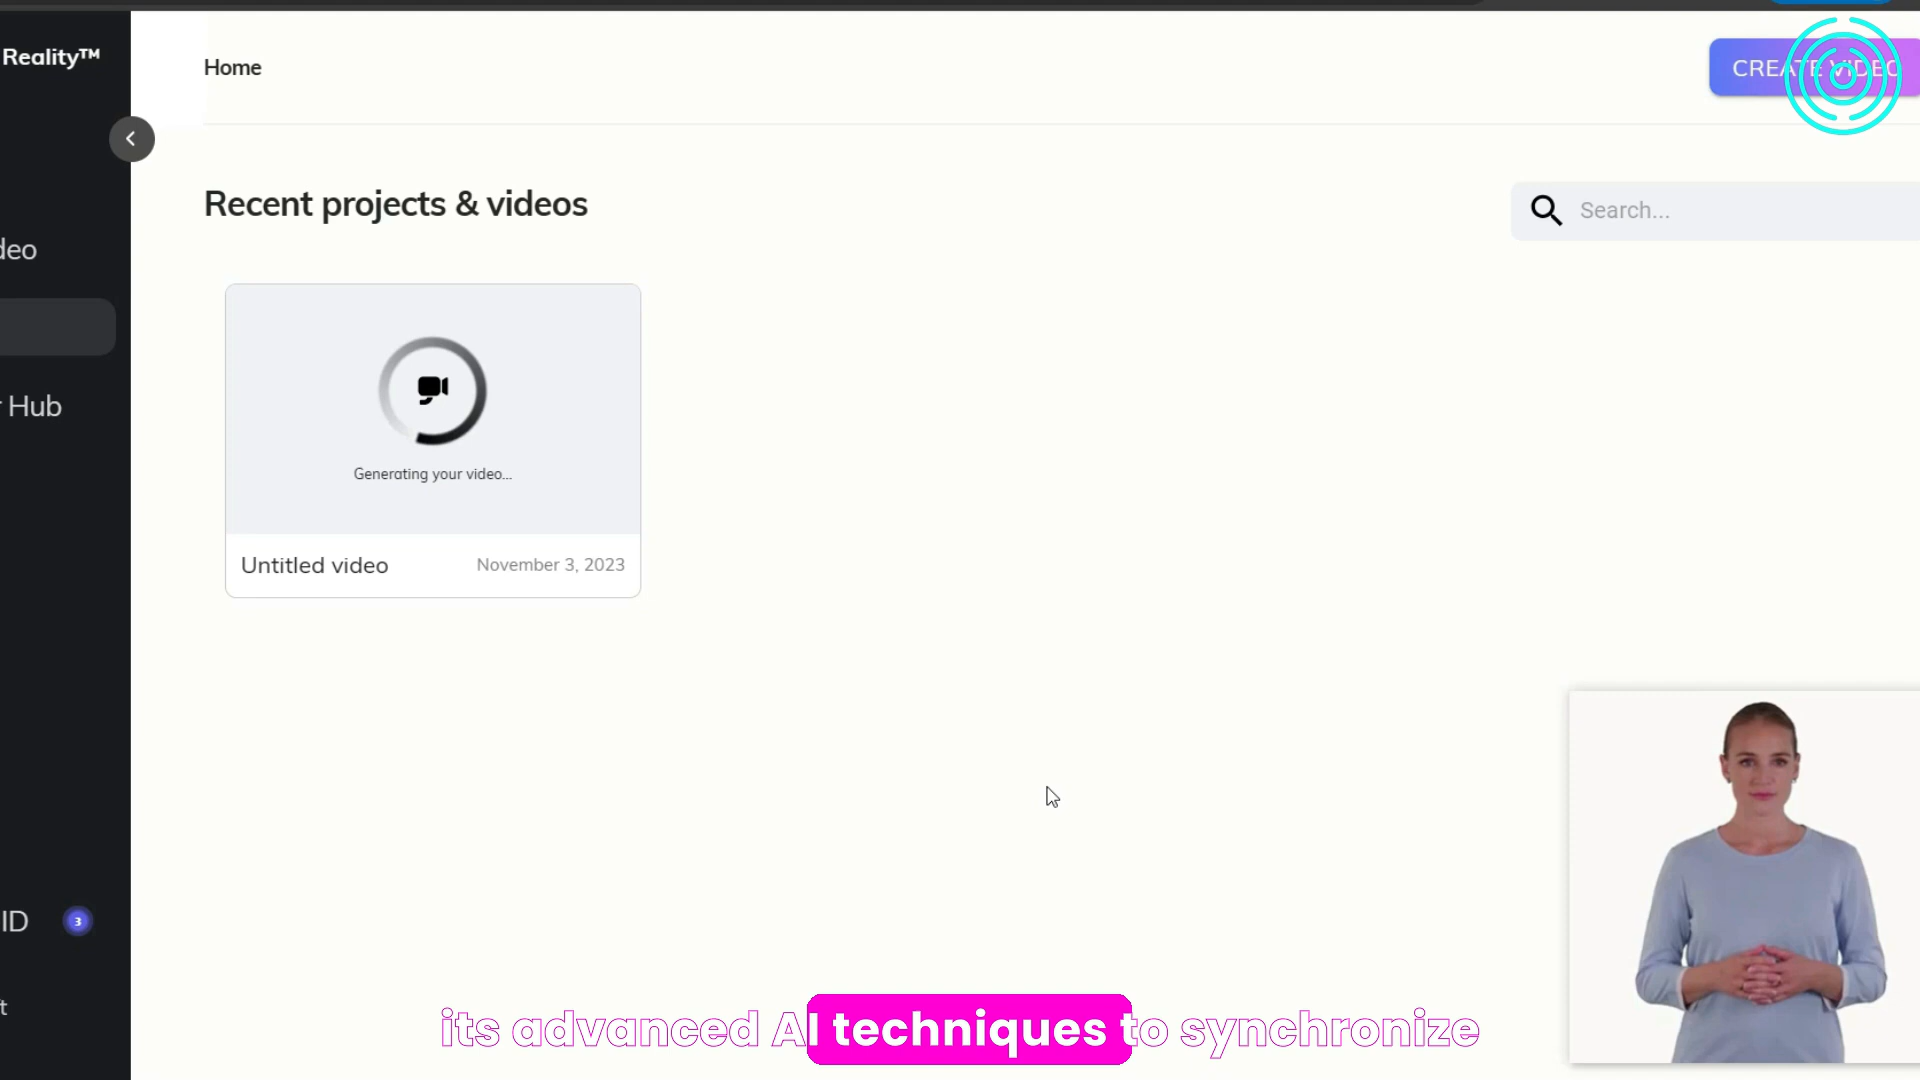 Reality™
Home
CREATE VIDEO
Recent projects & videos
Search...
deo
Hub
Generating your video...
Untitled video
November 3, 2023
ID
3
t
its advanced AI techniques to synchronize